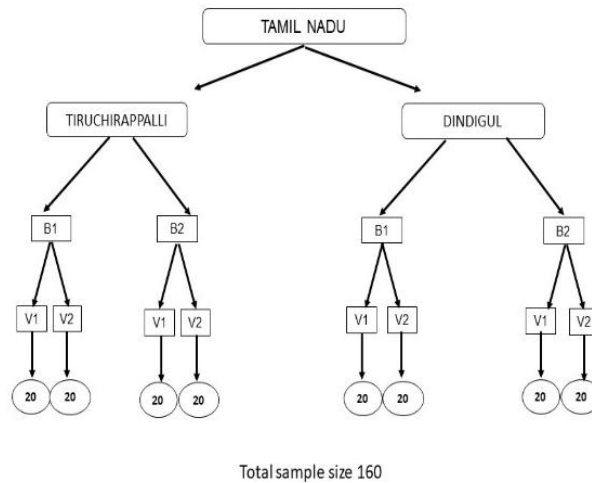 TAMIL NADU
TIRUCHIRAPPALLI
DINDIGUL
B1
B2
B1
B2
V1
V2
V1
V2
V1
V2
V1
V2
20
20
20
20
20
20
20
20
Total sample size 160